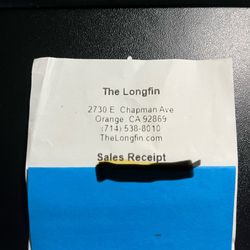 The Longfin
2730 E. Chapman Ave
Orange, CA 92869
(714) 538-8010
TheLongfin.com
Sales Receipt